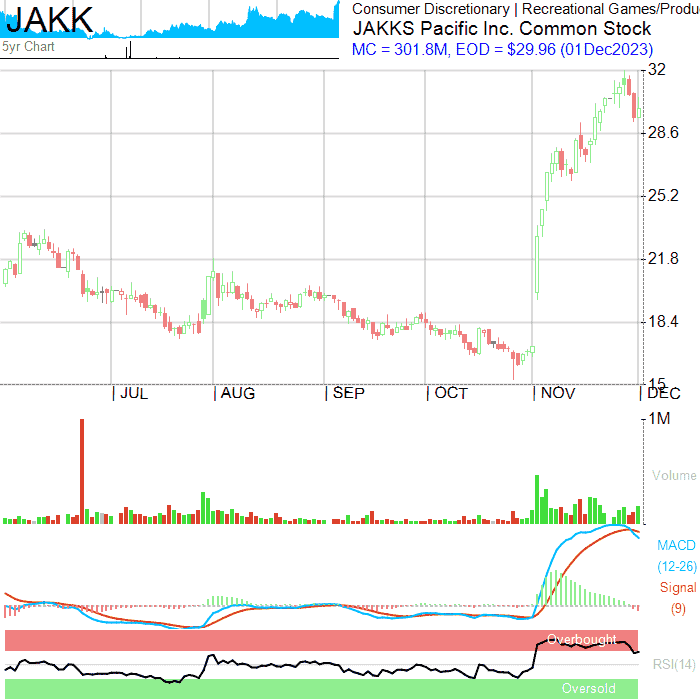 JAKK
5yr Chart
Consumer Discretionary | Recreational Games/Produ
JAKKS Pacific Inc. Common Stock
MC = 301.8M, EOD = $29.96 (01Dec2023)
32
28.6
25.2
21.8
18.4
15
JUL AUG SEP OCT NOV DEC
1M
Volume
MACD
(12-26)
Signal
(9)
Overbought
RSI(14)
Oversold